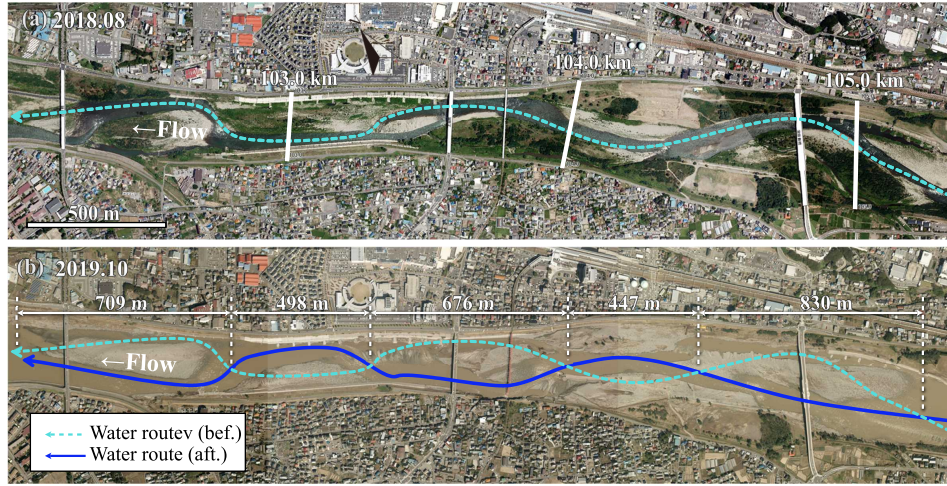 (a) 2018.08
103.0 km
104.0 km
105.0 km
←Flow
500 m
(b) 2019.10
709 m
498 m
676 m
447 m
830 m
←Flow
Water routev (bef.)
Water route (aft.)